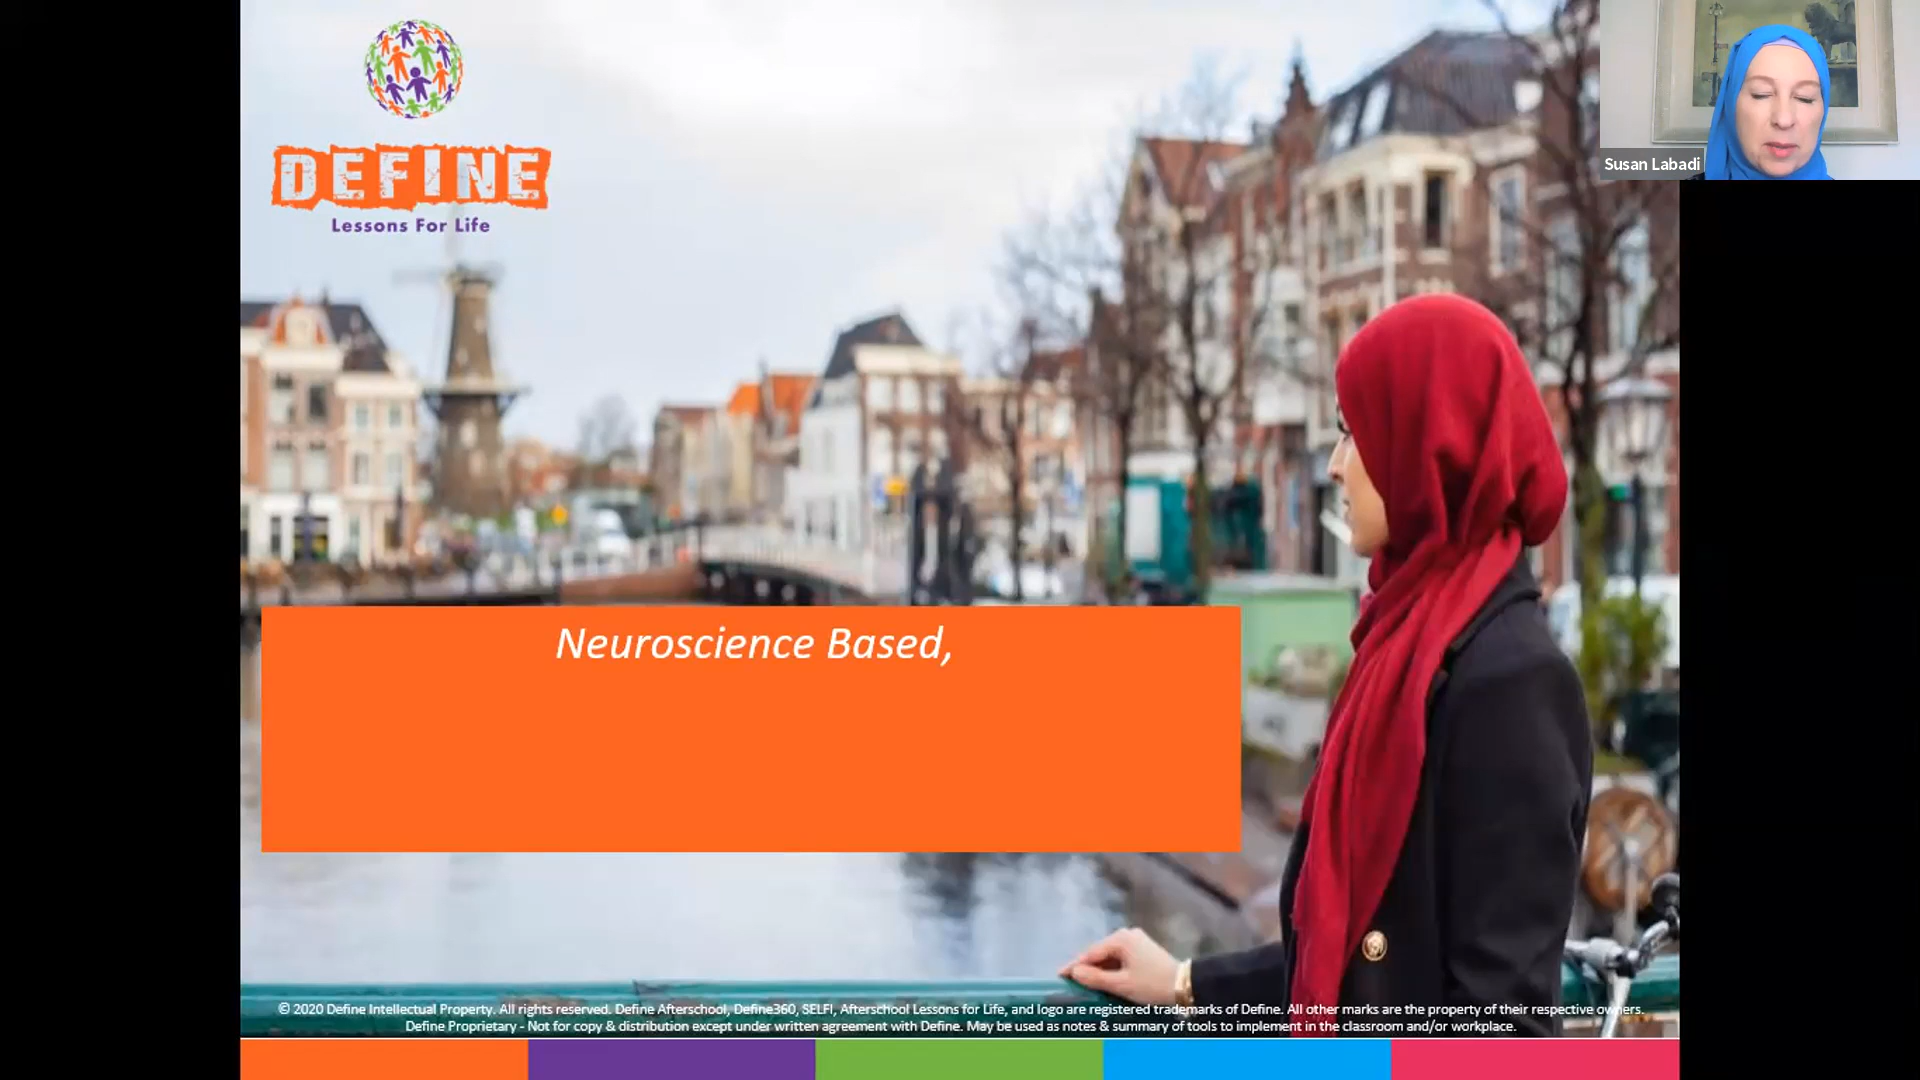 DEFINE
Lessons For Life
Susan Labadi
Neuroscience Based,
© 2020 Define Intellectual Property. All rights reserved. Define Afterschool, Define360, SELFI, Afterschool Lessons for Life, and logo are registered trademarks of Define. All other marks are the property of their respective owners.
Define Proprietary - Not for copy & distribution except under written agreement with Define. May be used as notes & summary of tools to implement in the classroom and/or workplace.